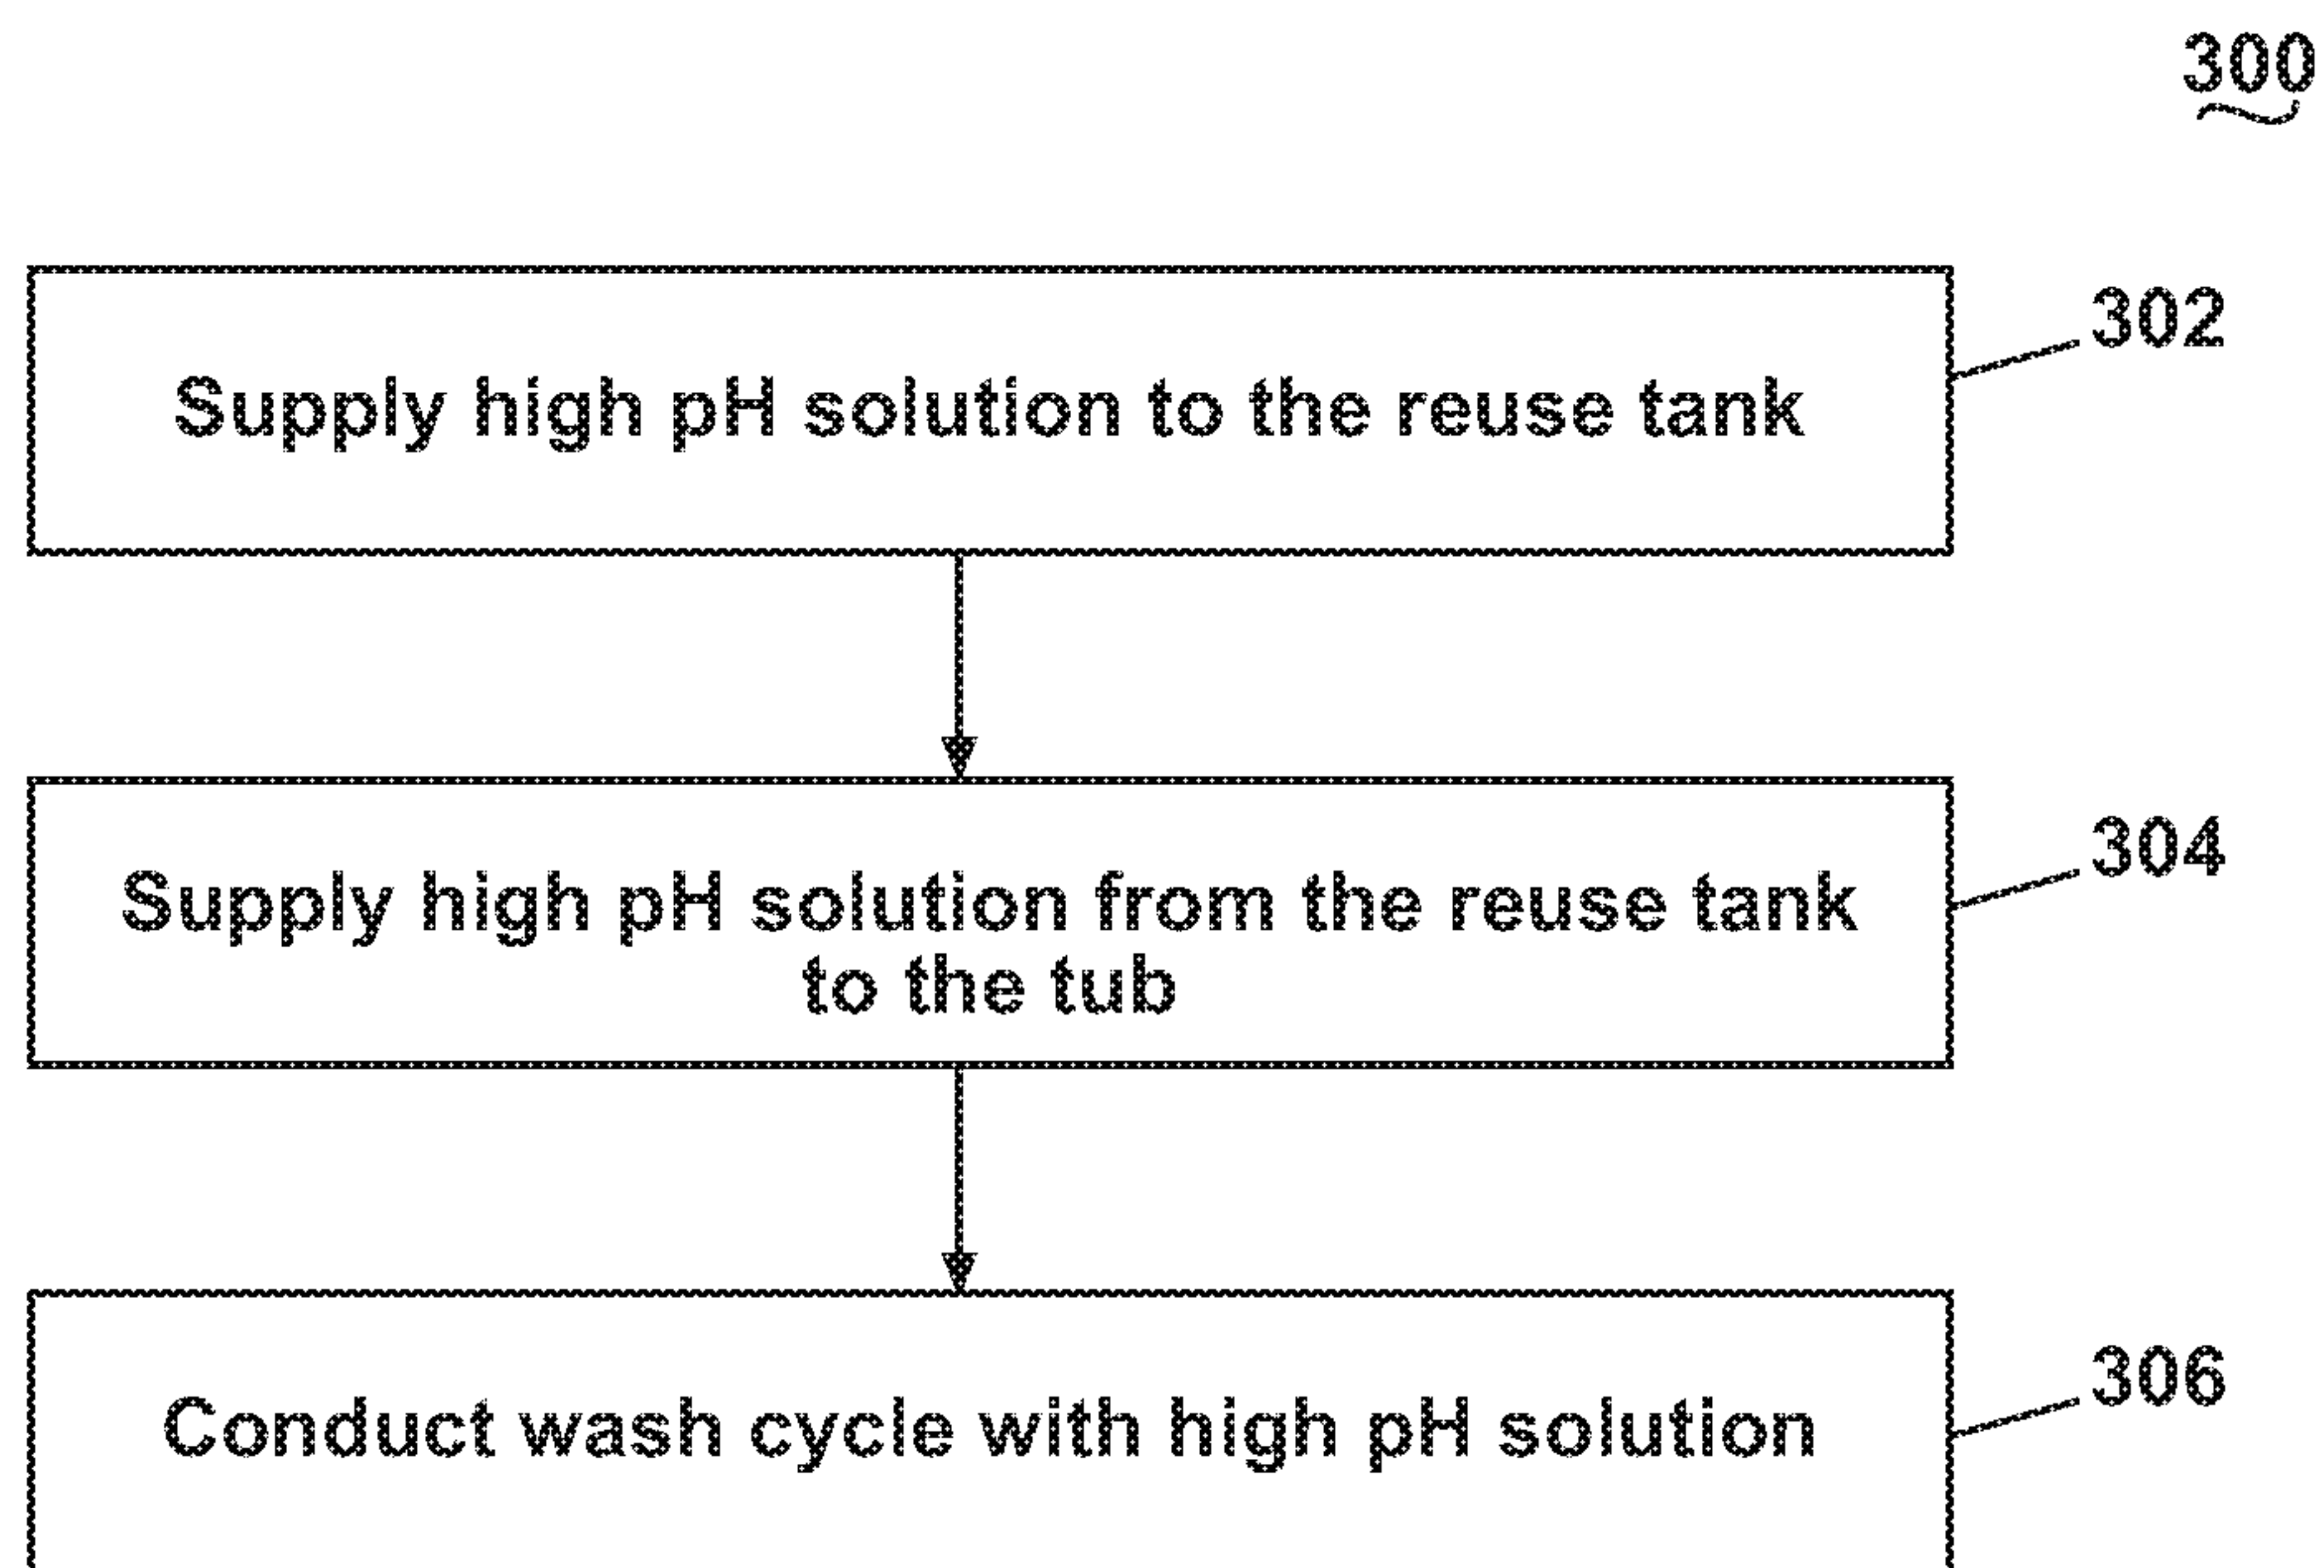 300
302
Supply high pH solution to the reuse tank
304
Supply high pH solution from the reuse tank
to the tub
306
Conduct wash cycle with high pH solution